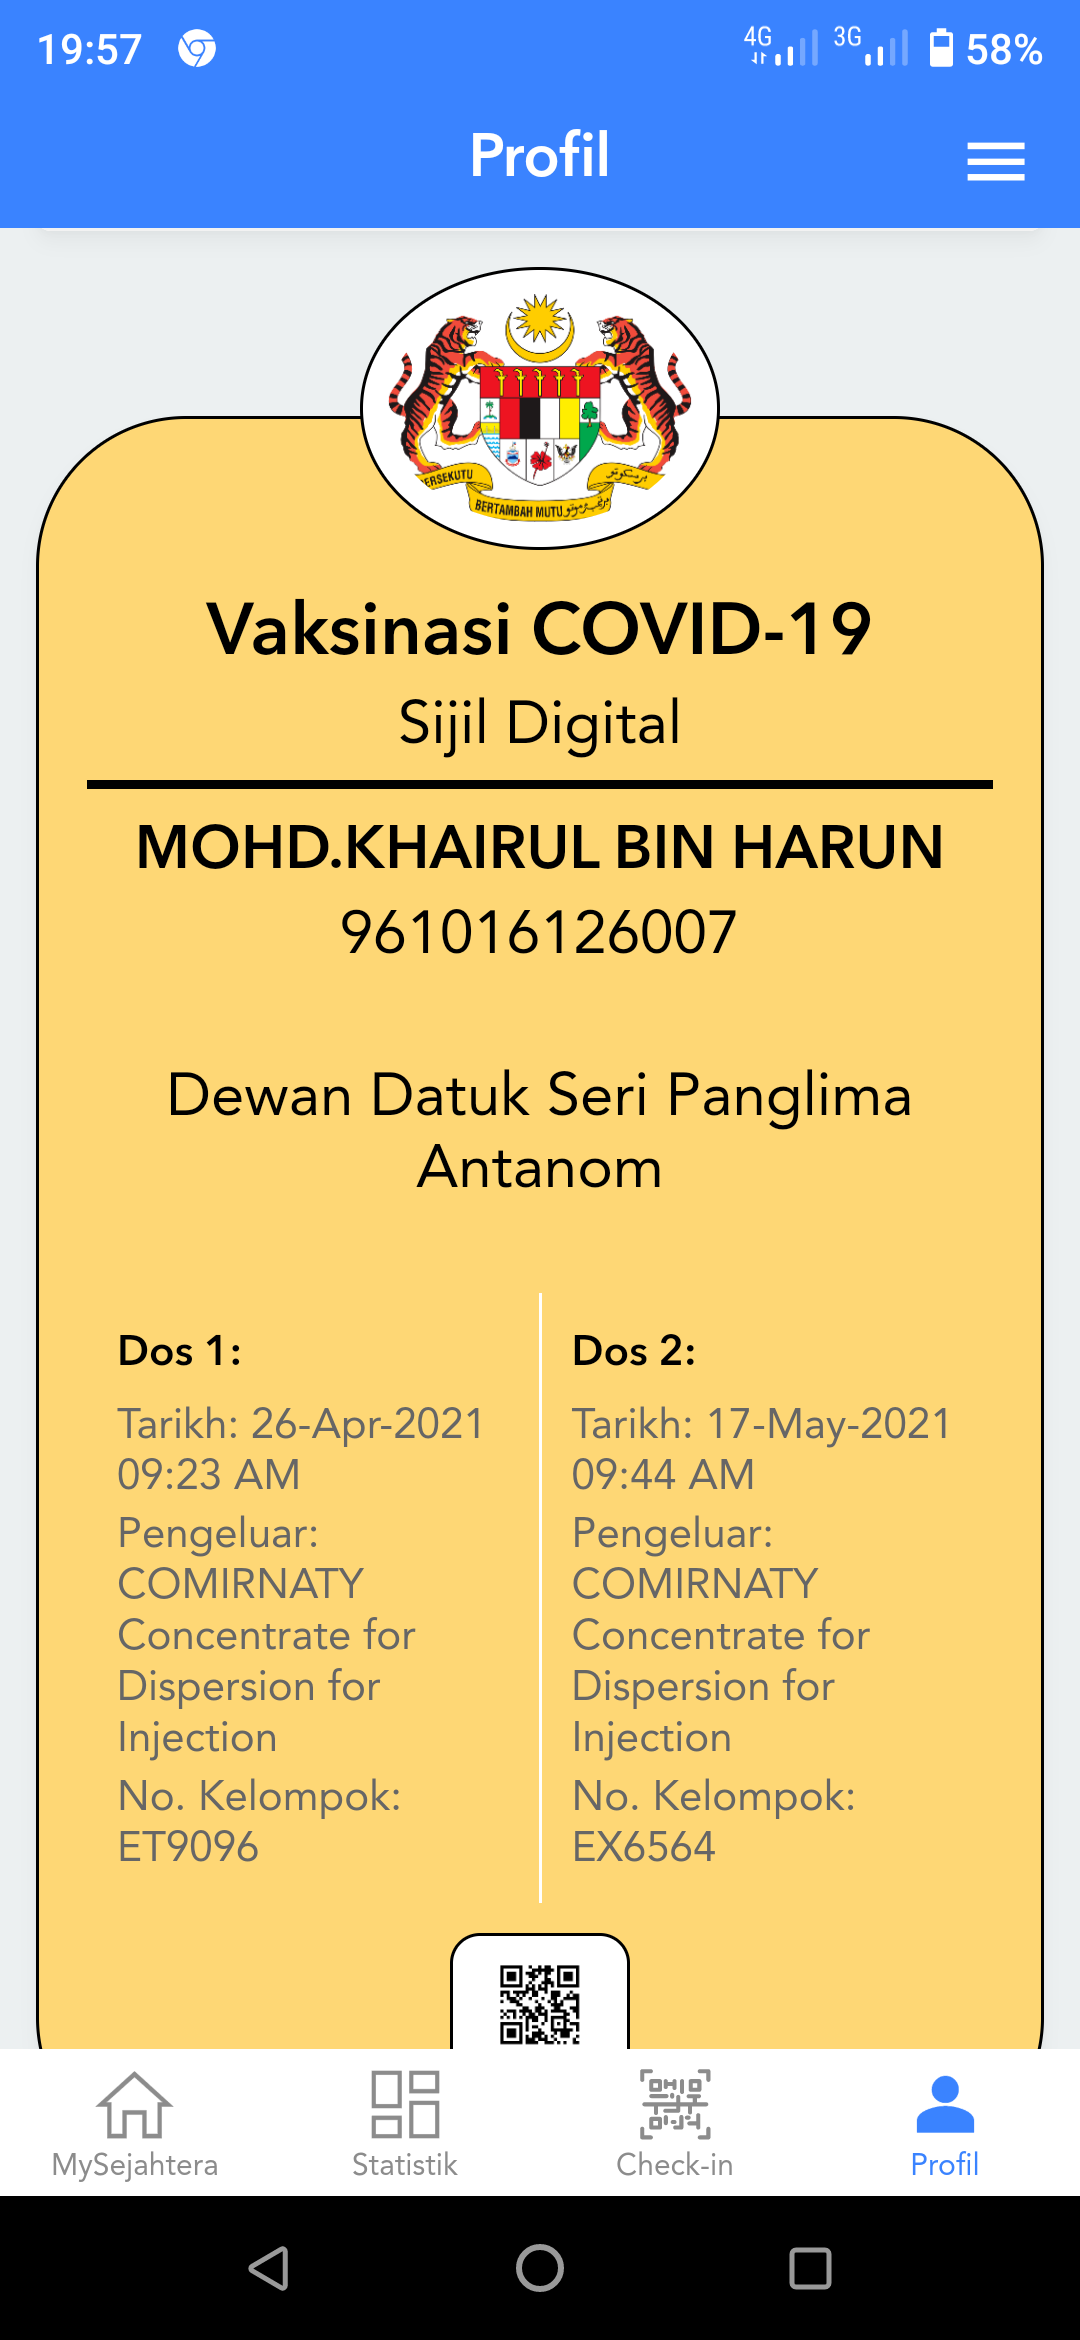 19:57
4G
3G
58%
Profil
BERTAMBAH MUTU
Vaksinasi COVID-19
Sijil Digital
MOHD.KHAIRUL BIN HARUN
961016126007
Dewan Datuk Seri Panglima
Antanom
Dos 1:
Tarikh: 26-Apr-2021
09:23 AM
Pengeluar:
COMIRNATY
Concentrate for
Dispersion for
Injection
No. Kelompok:
ET9096
Dos 2:
Tarikh: 17-May-2021
09:44 AM
Pengeluar:
COMIRNATY
Concentrate for
Dispersion for
Injection
No. Kelompok:
EX6564
MySejahtera
Statistik
Check-in
Profil